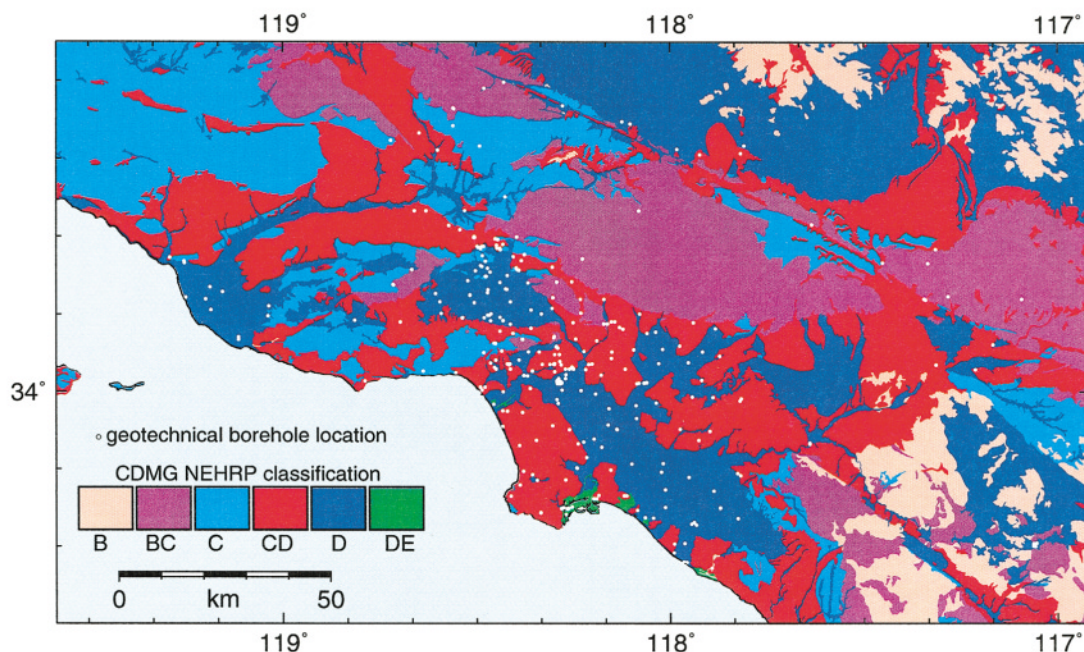 119° 118° 117°
34°
geotechnical borehole location
CDMG NEHRP classification
B BC C CD D DE
0 km 50
119° 118° 117°